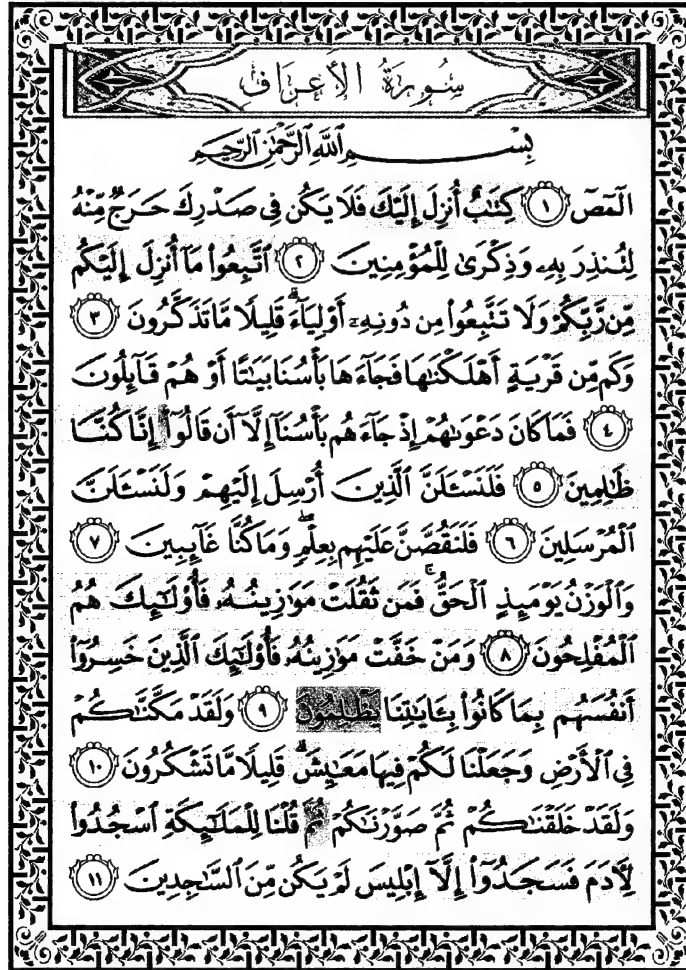 سُورَةُ الأَعْرَافِ
بِسْمِ ٱللَّهِ ٱلرَّحْمَٰنِ ٱلرَّحِيمِ
الٓمٓصٓ ١ كِتَٰبٌ أُنزِلَ إِلَيْكَ فَلَا يَكُن فِي صَدْرِكَ حَرَجٌ مِّنْهُ
لِتُنذِرَ بِهِۦ وَذِكْرَىٰ لِلْمُؤْمِنِينَ ٢ ٱتَّبِعُوا۟ مَآ أُنزِلَ إِلَيْكُم
مِّن رَّبِّكُمْ وَلَا تَتَّبِعُوا۟ مِن دُونِهِۦٓ أَوْلِيَآءَ ۗ قَلِيلًا مَّا تَذَكَّرُونَ ٣
وَكَم مِّن قَرْيَةٍ أَهْلَكْنَٰهَا فَجَآءَهَا بَأْسُنَا بَيَٰتًا أَوْ هُمْ قَآئِلُونَ
٤ فَمَا كَانَ دَعْوَىٰهُمْ إِذْ جَآءَهُم بَأْسُنَآ إِلَّآ أَن قَالُوٓا۟ إِنَّا كُنَّا
ظَٰلِمِينَ ٥ فَلَنَسْـَٔلَنَّ ٱلَّذِينَ أُرْسِلَ إِلَيْهِمْ وَلَنَسْـَٔلَنَّ
ٱلْمُرْسَلِينَ ٦ فَلَنَقُصَّنَّ عَلَيْهِم بِعِلْمٍ ۖ وَمَا كُنَّا غَآئِبِينَ ٧
وَٱلْوَزْنُ يَوْمَئِذٍ ٱلْحَقُّ ۚ فَمَن ثَقُلَتْ مَوَٰزِينُهُۥ فَأُو۟لَٰٓئِكَ هُمُ
ٱلْمُفْلِحُونَ ٨ وَمَنْ خَفَّتْ مَوَٰزِينُهُۥ فَأُو۟لَٰٓئِكَ ٱلَّذِينَ خَسِرُوٓا۟
أَنفُسَهُم بِمَا كَانُوا۟ بِـَٔايَٰتِنَا يَظْلِمُونَ ٩ وَلَقَدْ مَكَّنَّٰكُمْ
فِي ٱلْأَرْضِ وَجَعَلْنَا لَكُمْ فِيهَا مَعَٰيِشَ ۗ قَلِيلًا مَّا تَشْكُرُونَ ١٠
وَلَقَدْ خَلَقْنَٰكُمْ ثُمَّ صَوَّرْنَٰكُمْ ثُمَّ قُلْنَا لِلْمَلَٰٓئِكَةِ ٱسْجُدُوا۟
لِـَٔادَمَ فَسَجَدُوٓا۟ إِلَّآ إِبْلِيسَ لَمْ يَكُن مِّنَ ٱلسَّٰجِدِينَ ١١